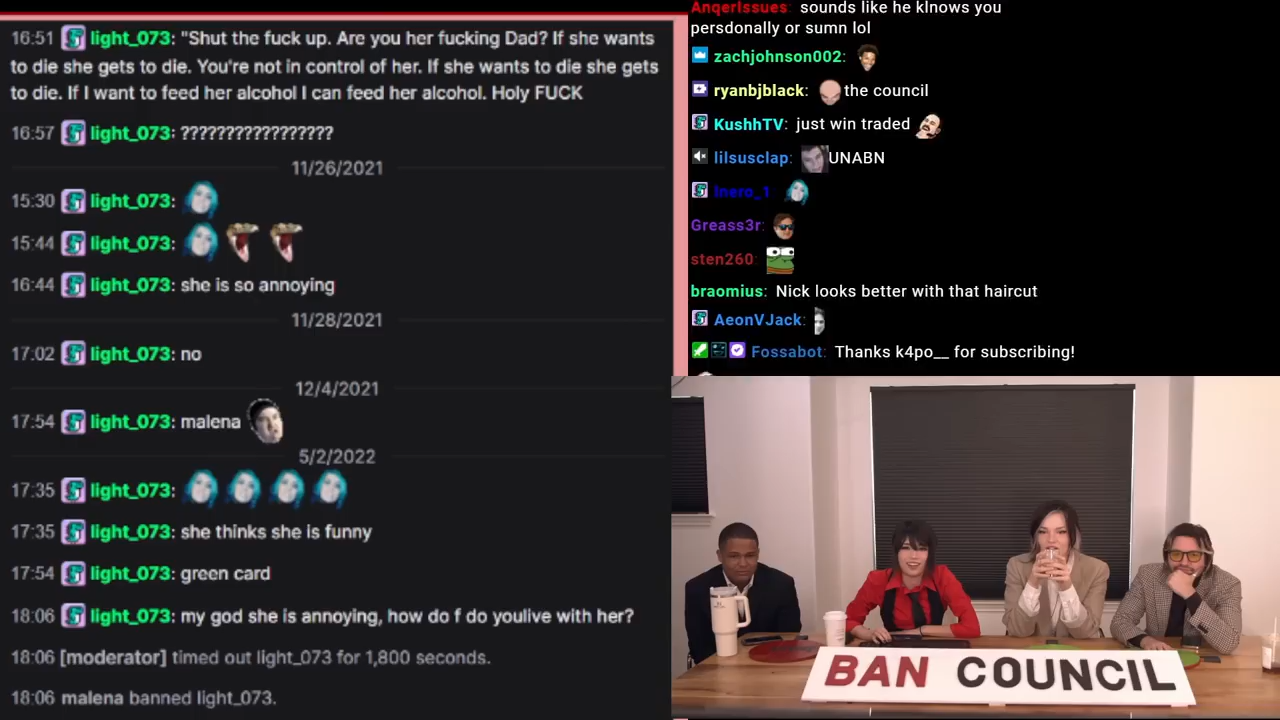 16:51 light_073: "Shut the fuck up. Are you her fucking Dad? If she wants
to die she gets to die. You're not in control of her. If she wants to die she gets
to die. If I want to feed her alcohol I can feed her alcohol. Holy FUCK
16:57 light_073: ?????????????????
11/26/2021
15:30 light_073:
15:44 light_073:
16:44 light_073: she is so annoying
11/28/2021
17:02 light_073: no
12/4/2021
17:54 light_073: malena
5/2/2022
17:35 light_073:
17:35 light_073: she thinks she is funny
17:54 light_073: green card
18:06 light_073: my god she is annoying, how do f do youlive with her?
18:06 [moderator] timed out light_073 for 1,800 seconds.
18:06 malena banned light_073.
AnqerIssues: sounds like he klnows you
persdonally or sumn lol
zachjohnson002:
ryanbjblack: the council
KushhTV: just win traded
lilsusclap: UNABN
Inero_1
Greass3r:
sten260:
braomius: Nick looks better with that haircut
AeonVJack:
Fossabot: Thanks k4po__ for subscribing!
BAN COUNCIL